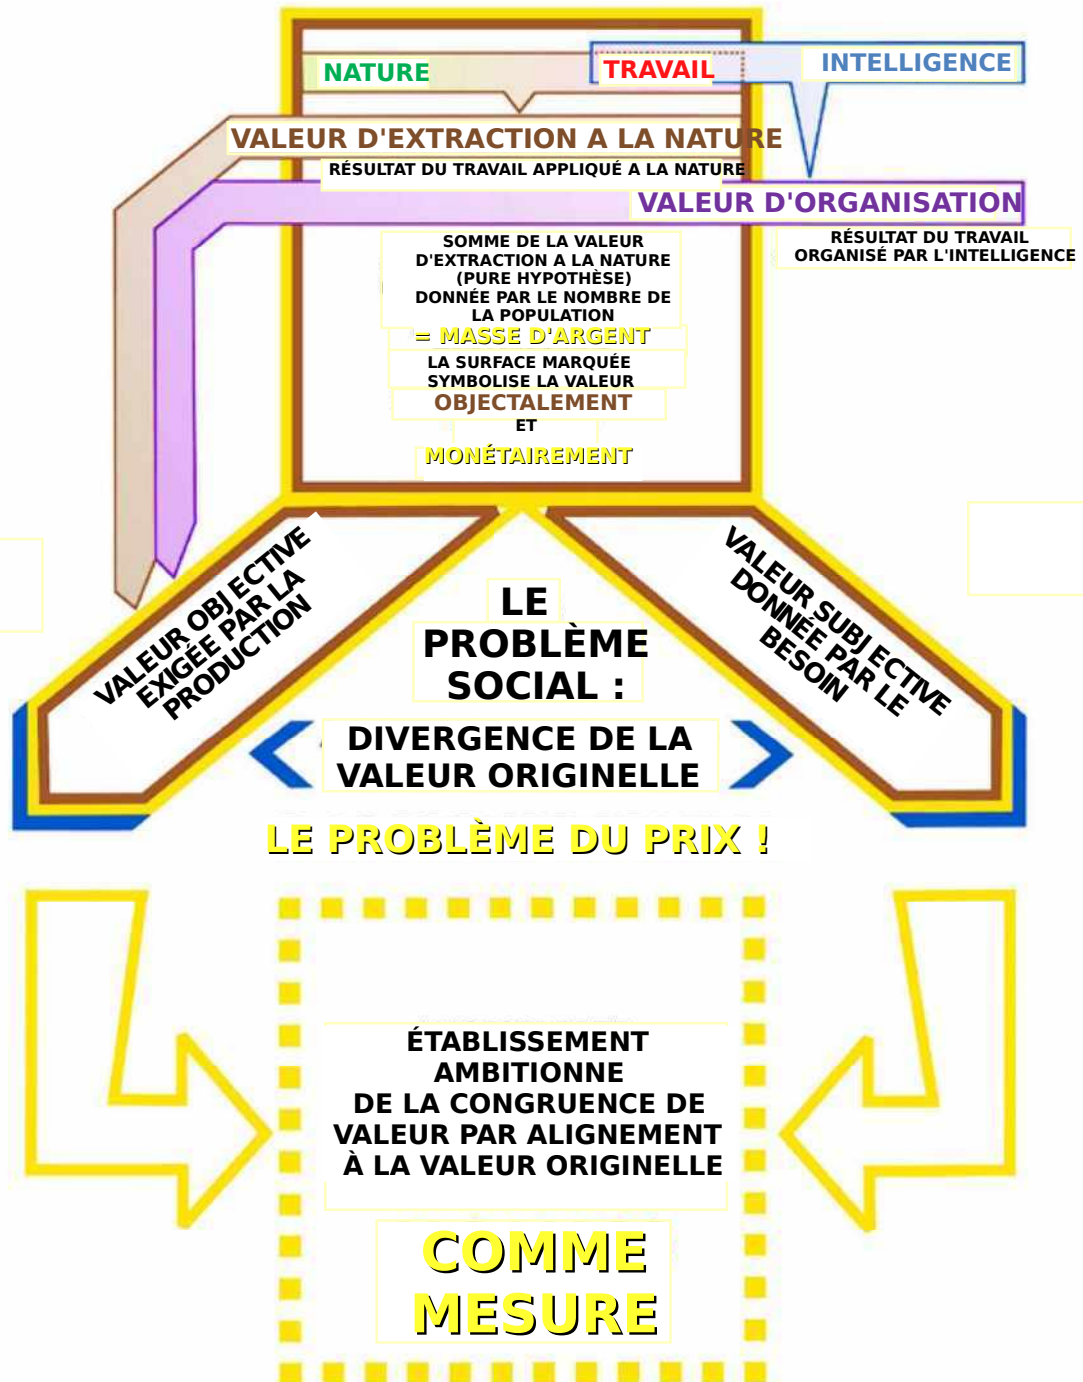 NATURE
TRAVAIL
INTELLIGENCE
VALEUR D'EXTRACTION A LA NATURE
RÉSULTAT DU TRAVAIL APPLIQUÉ A LA NATURE
VALEUR D'ORGANISATION
RÉSULTAT DU TRAVAIL
ORGANISÉ PAR L'INTELLIGENCE
SOMME DE LA VALEUR
D'EXTRACTION A LA NATURE
(PURE HYPOTHÈSE)
DONNÉE PAR LE NOMBRE DE
LA POPULATION
= MASSE D'ARGENT
LA SURFACE MARQUÉE
SYMBOLISE LA VALEUR
OBJECTALEMENT
ET
MONÉTAIREMENT
VALEUR OBJECTIVE
EXIGÉE PAR LA
PRODUCTION
VALEUR SUBJECTIVE
DONNÉE PAR LE
BESOIN
LE
PROBLÈME
SOCIAL :
DIVERGENCE DE LA
VALEUR ORIGINELLE
LE PROBLÈME DU PRIX !
ÉTABLISSEMENT
AMBITIONNE
DE LA CONGRUENCE DE
VALEUR PAR ALIGNEMENT
À LA VALEUR ORIGINELLE
COMME
MESURE